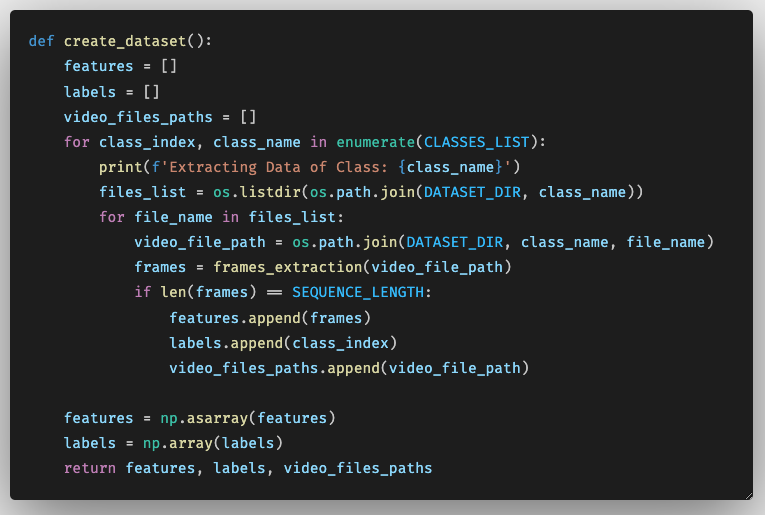 def create_dataset():
    features = []
    labels = []
    video_files_paths = []
    for class_index, class_name in enumerate(CLASSES_LIST):
        print(f'Extracting Data of Class: {class_name}')
        files_list = os.listdir(os.path.join(DATASET_DIR, class_name))
        for file_name in files_list:
            video_file_path = os.path.join(DATASET_DIR, class_name, file_name)
            frames = frames_extraction(video_file_path)
            if len(frames) == SEQUENCE_LENGTH:
                features.append(frames)
                labels.append(class_index)
                video_files_paths.append(video_file_path)

    features = np.asarray(features)
    labels = np.array(labels)
    return features, labels, video_files_paths